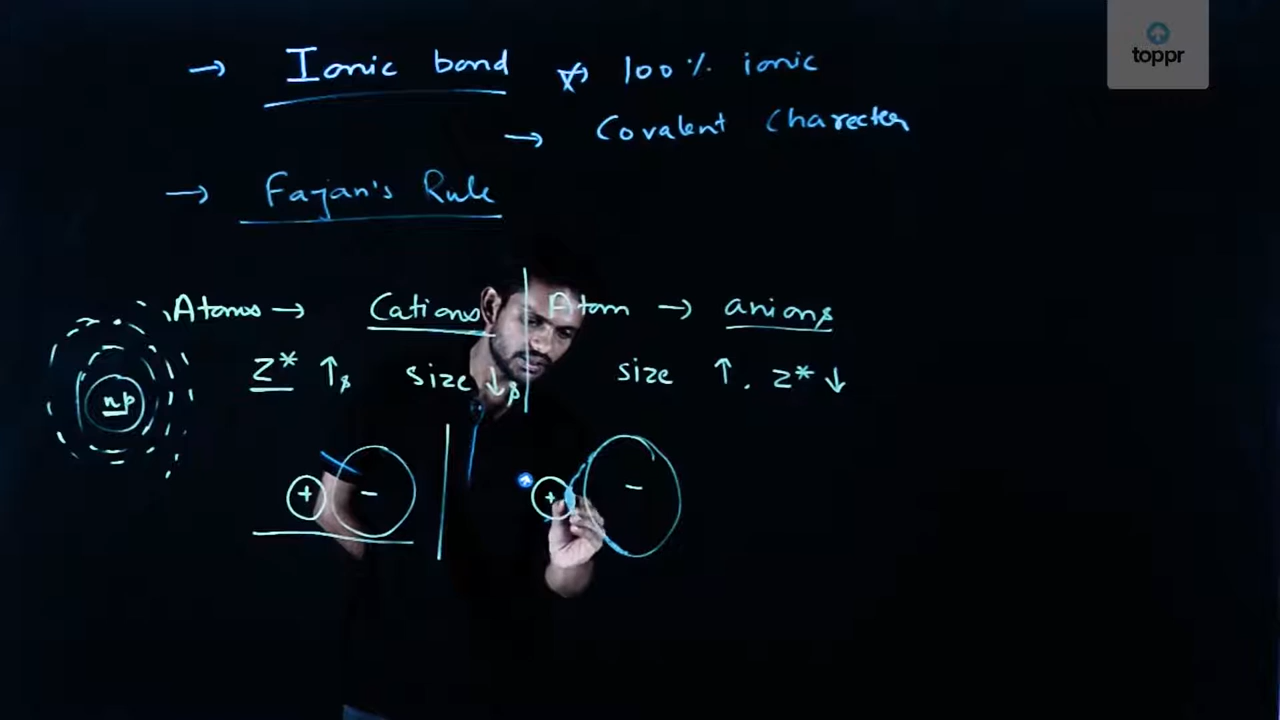 toppr
→ Ionic bond ↛ 100% ionic
→ Covalent Charecter
→ Fajan's Rule
Atoms → Cations
Atom → anions
Z* ↑, size ↓,
size ↑. Z* ↓
np
+ -
+ -